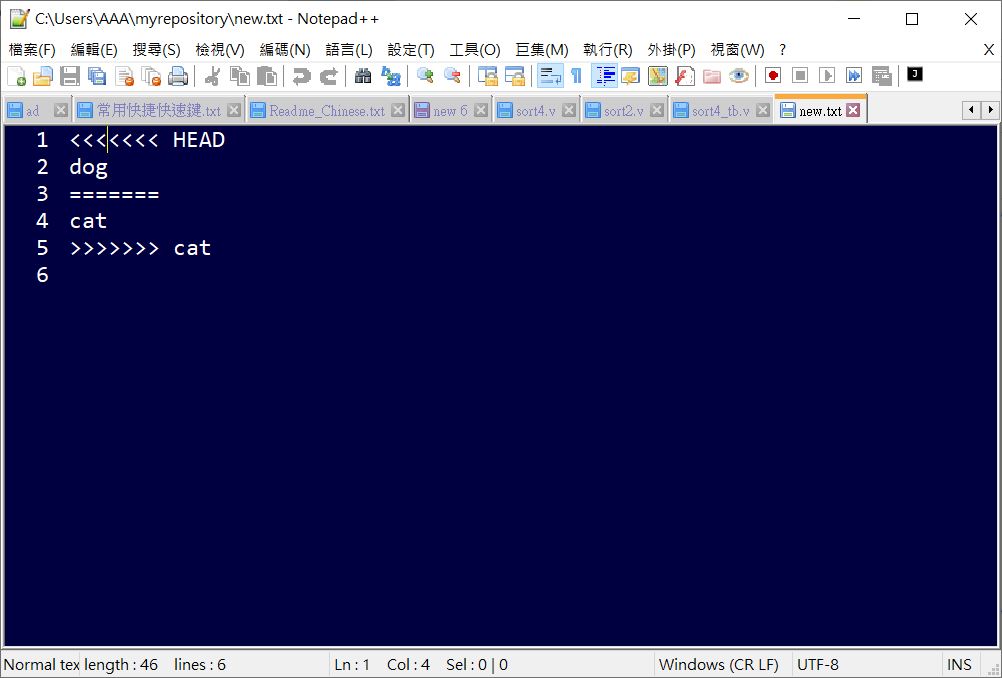 C:\Users\AAA\myrepository\new.txt - Notepad++
檔案(F) 編輯(E) 搜尋(S) 檢視(V) 編碼(N) 語言(L) 設定(T) 工具(O) 巨集(M) 執行(R) 外掛(P) 視窗(W) ? X
ad 常用快捷快速鍵.txt Readme_Chinese.txt new 6 sort4.v sort2.v sort4_tb.v new.txt
1 <<<<<<< HEAD
2 dog
3 =======
4 cat
5 >>>>>>> cat
6
Normal tex length : 46 lines : 6 Ln : 1 Col : 4 Sel : 0 | 0 Windows (CR LF) UTF-8 INS